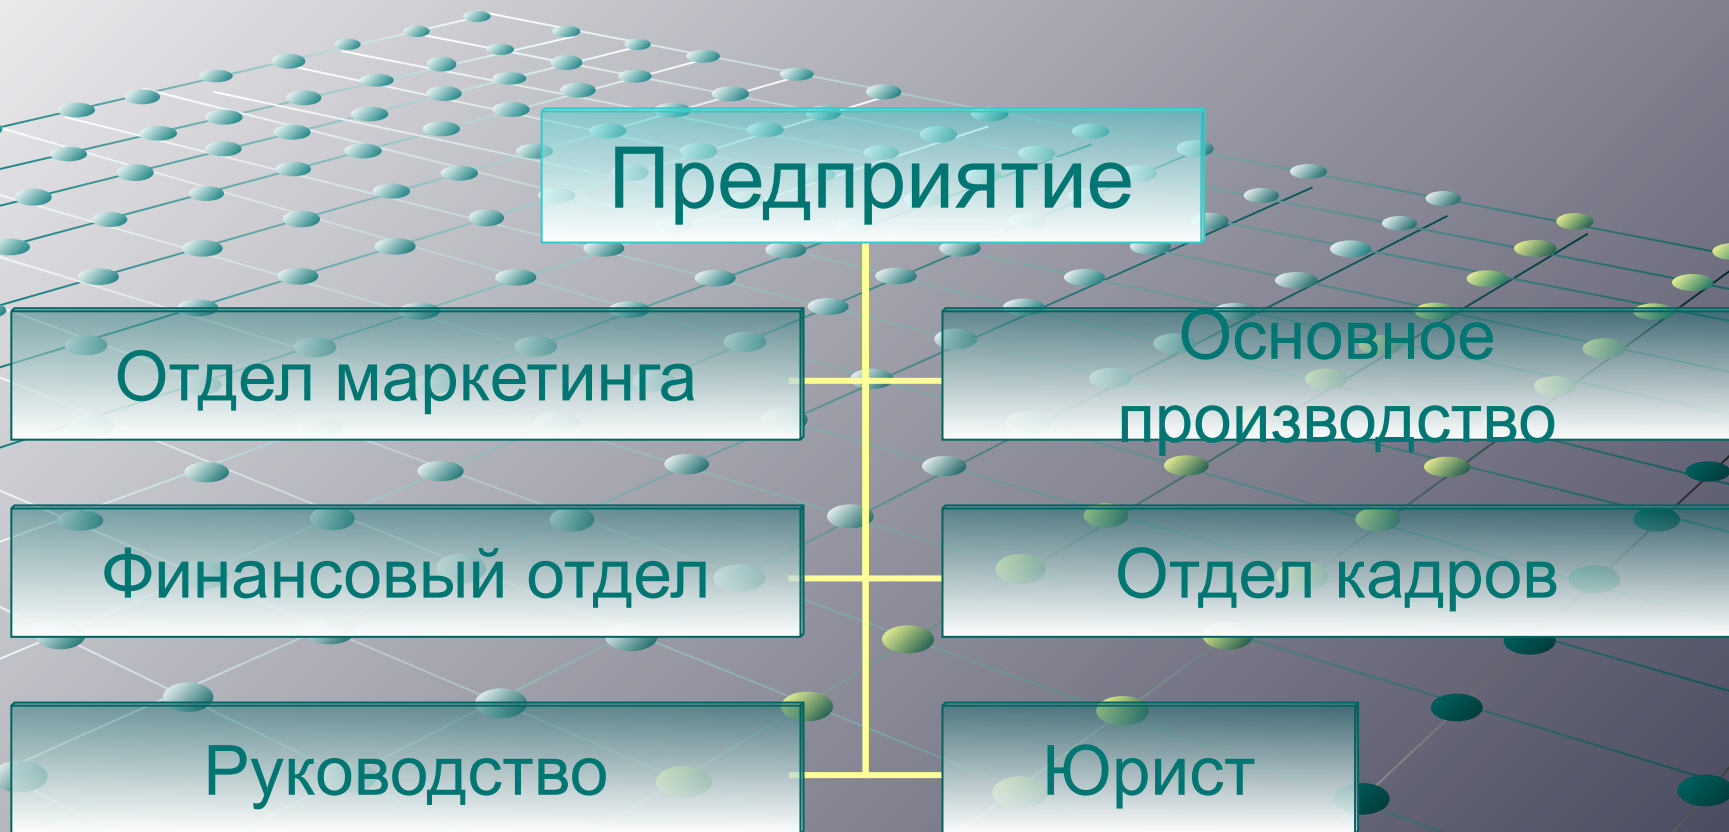 Предприятие
Отдел маркетинга
Основное
производство
Финансовый отдел
Отдел кадров
Руководство
Юрист